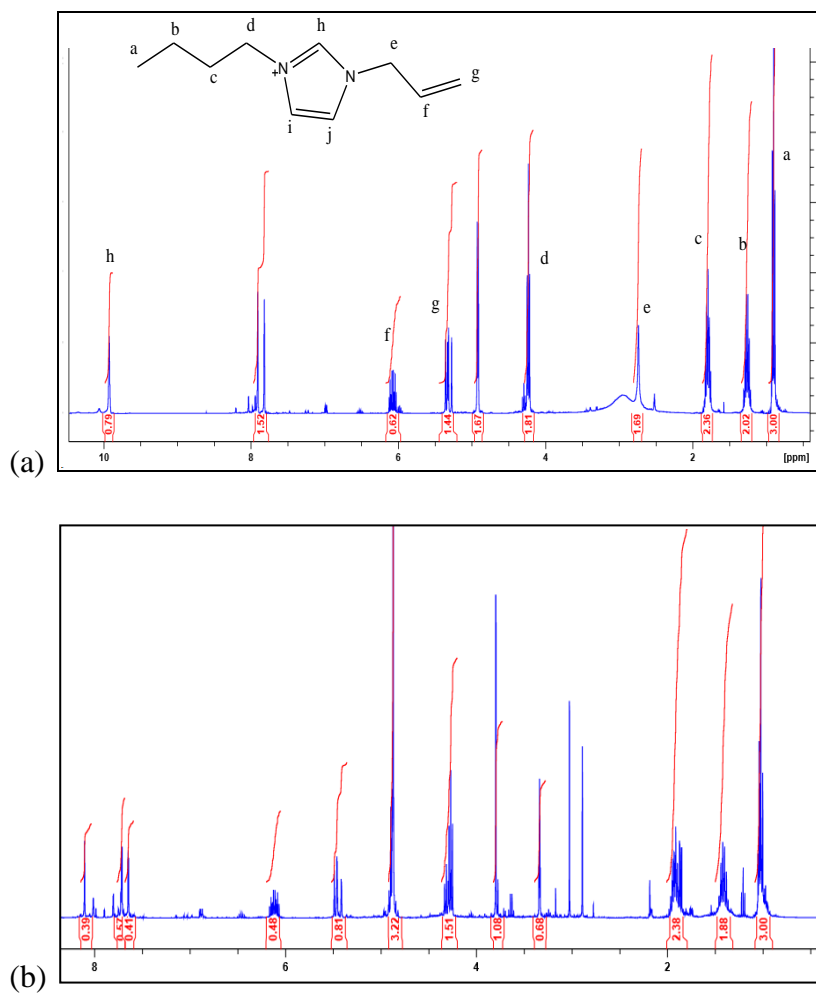 a
b
c
d
N
+
h
N
e
f
g
i
j
h
f
g
d
e
c
b
a
0.79
1.52
0.62
1.44
1.67
1.81
1.69
2.36
2.02
3.00
10
8
6
4
2
[ppm]
(a)
0.39
0.57
0.41
0.48
0.81
3.22
1.51
1.08
0.68
2.38
1.88
3.00
8
6
4
2
(b)